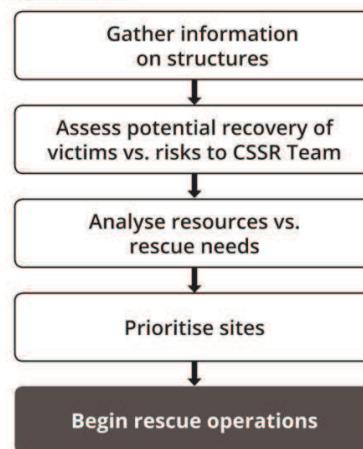 Gather information
on structures
Assess potential recovery of
victims vs. risks to CSSR Team
Analyse resources vs.
rescue needs
Prioritise sites
Begin rescue operations